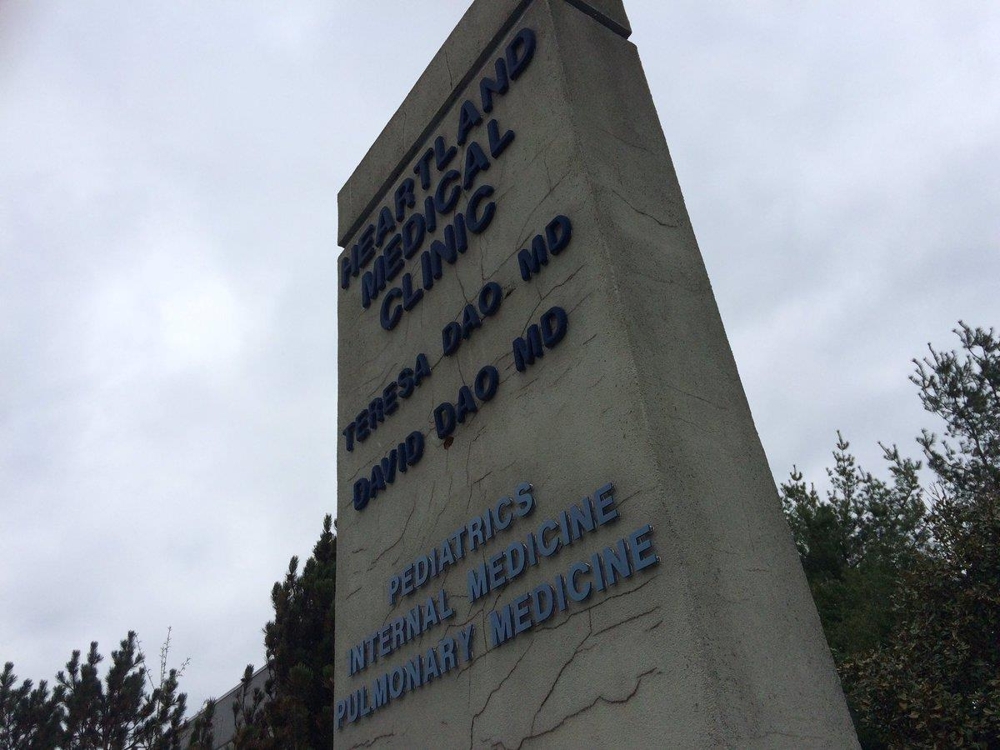 HEARTLAND
MEDICAL
CLINIC
TERESA DAO MD
DAVID DAO MD
PEDIATRICS
INTERNAL MEDICINE
PULMONARY MEDICINE